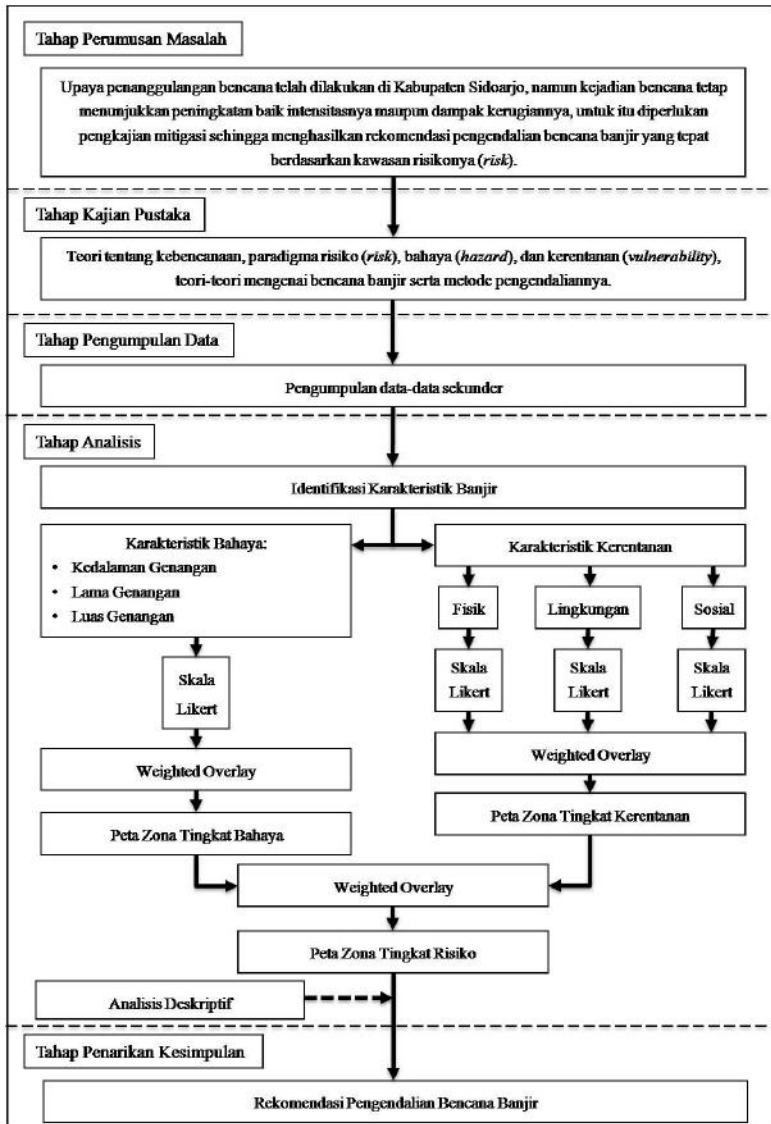 Tahap Perumusan Masalah
Upaya penanggulangan bencana telah dilakukan di Kabupaten Sidoarjo, namun kejadian bencana tetap
menunjukkan peningkatan baik intensitasnya maupun dampak kerugiannya, untuk itu diperlukan
pengkajian mitigasi sehingga menghasilkan rekomendasi pengendalian bencana banjir yang tepat
berdasarkan kawasan risikonya (risk).
Tahap Kajian Pustaka
Teori tentang kebencanaan, paradigma risiko (risk), bahaya (hazard), dan kerentanan (vulnerability),
teori-teori mengenai bencana banjir serta metode pengendaliannya.
Tahap Pengumpulan Data
Pengumpulan data-data sekunder
Tahap Analisis
Identifikasi Karakteristik Banjir
Karakteristik Bahaya:
• Kedalaman Genangan
• Lama Genangan
• Luas Genangan
Skala
Likert
Weighted Overlay
Peta Zona Tingkat Bahaya
Karakteristik Kerentanan
Fisik
Lingkungan
Sosial
Skala
Likert
Skala
Likert
Skala
Likert
Weighted Overlay
Peta Zona Tingkat Kerentanan
Weighted Overlay
Peta Zona Tingkat Risiko
Analisis Deskriptif
Tahap Penarikan Kesimpulan
Rekomendasi Pengendalian Bencana Banjir